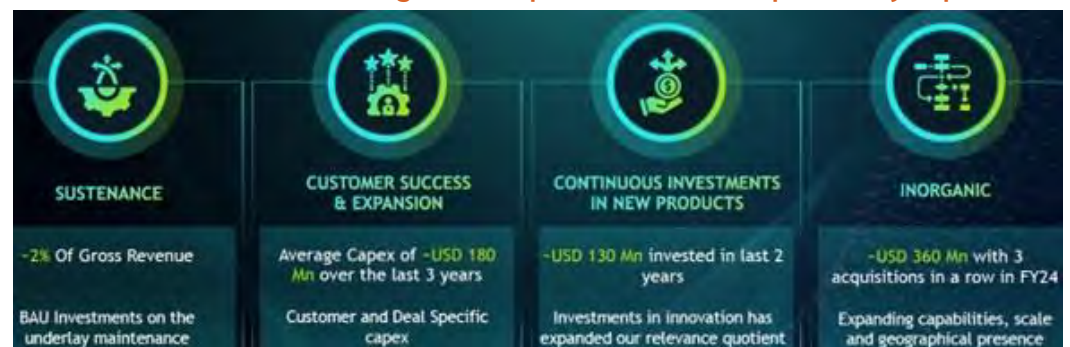 SUSTENANCE
~2% Of Gross Revenue
BAU Investments on the
underlay maintenance
CUSTOMER SUCCESS
& EXPANSION
Average Capex of ~USD 180
Mn over the last 3 years
Customer and Deal Specific
capex
CONTINUOUS INVESTMENTS
IN NEW PRODUCTS
~USD 130 Mn invested in last 2
years
Investments in innovation has
expanded our relevance quotient
INORGANIC
~USD 360 Mn with 3
acquisitions in a row in FY24
Expanding capabilities, scale
and geographical presence